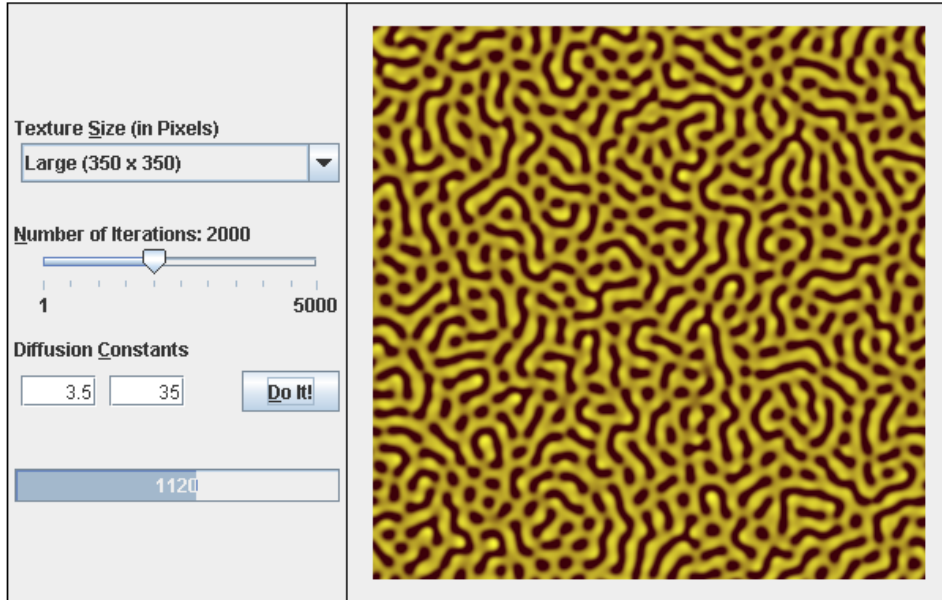 Texture Size (in Pixels)
Large (350 x 350)
Number of Iterations: 2000
1 5000
Diffusion Constants
3.5 35 Do It!
1120